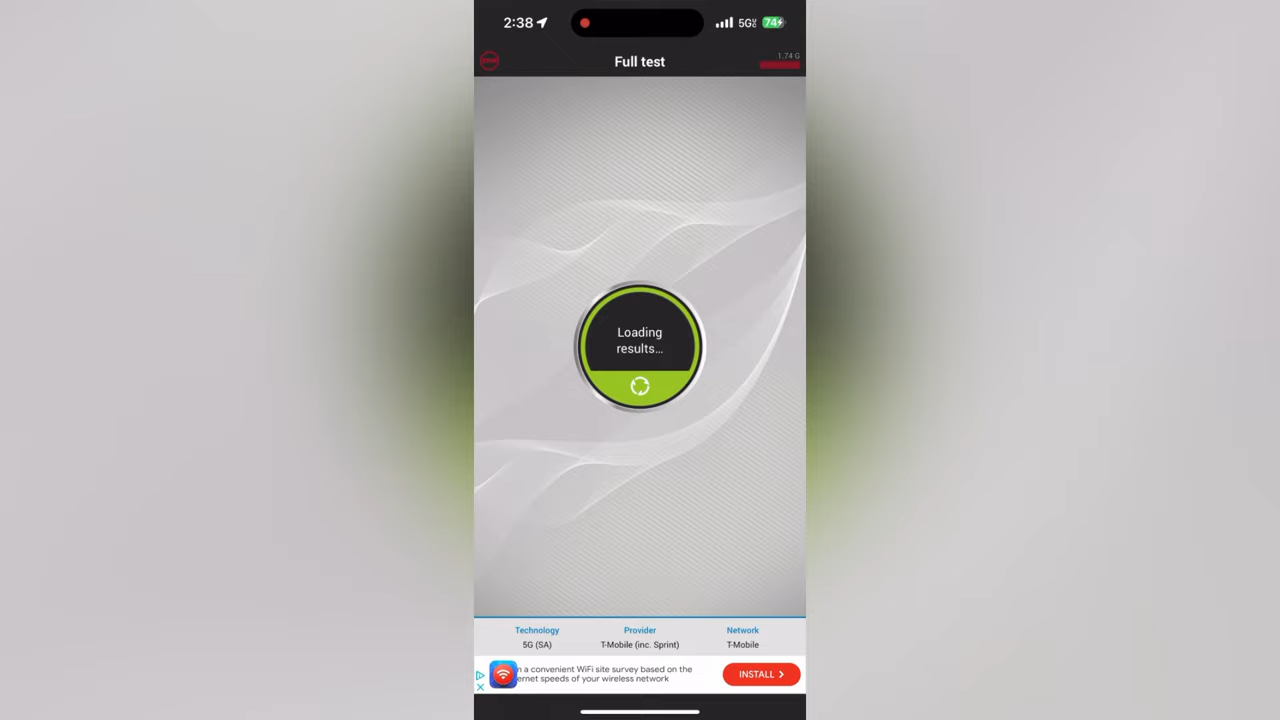 2:38
5G
74
Full test
1.74 G
Loading
results...
Technology
Provider
Network
5G (SA)
T-Mobile (inc. Sprint)
T-Mobile
a convenient WiFi site survey based on the
ernet speeds of your wireless network
INSTALL